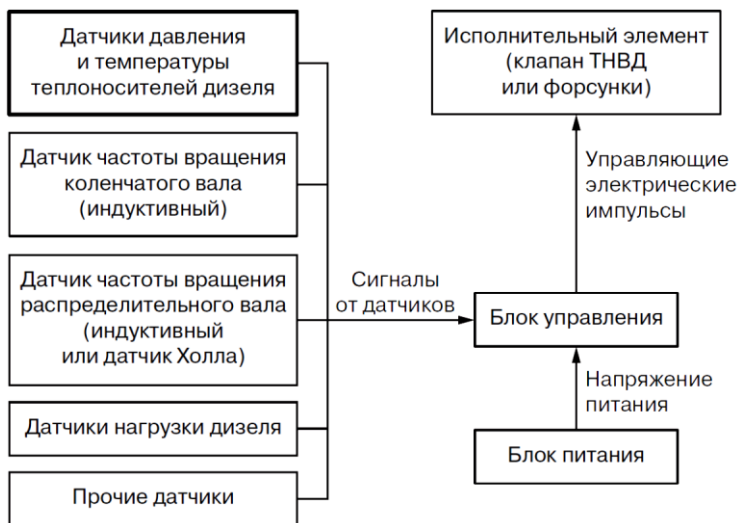 Датчики давления
и температуры
теплоносителей дизеля
Датчик частоты вращения
коленчатого вала
(индуктивный)
Датчик частоты вращения
распределительного вала
(индуктивный
или датчик Холла)
Датчики нагрузки дизеля
Прочие датчики
Сигналы
от датчиков
Исполнительный элемент
(клапан ТНВД
или форсунки)
Управляющие
электрические
импульсы
Блок управления
Напряжение
питания
Блок питания